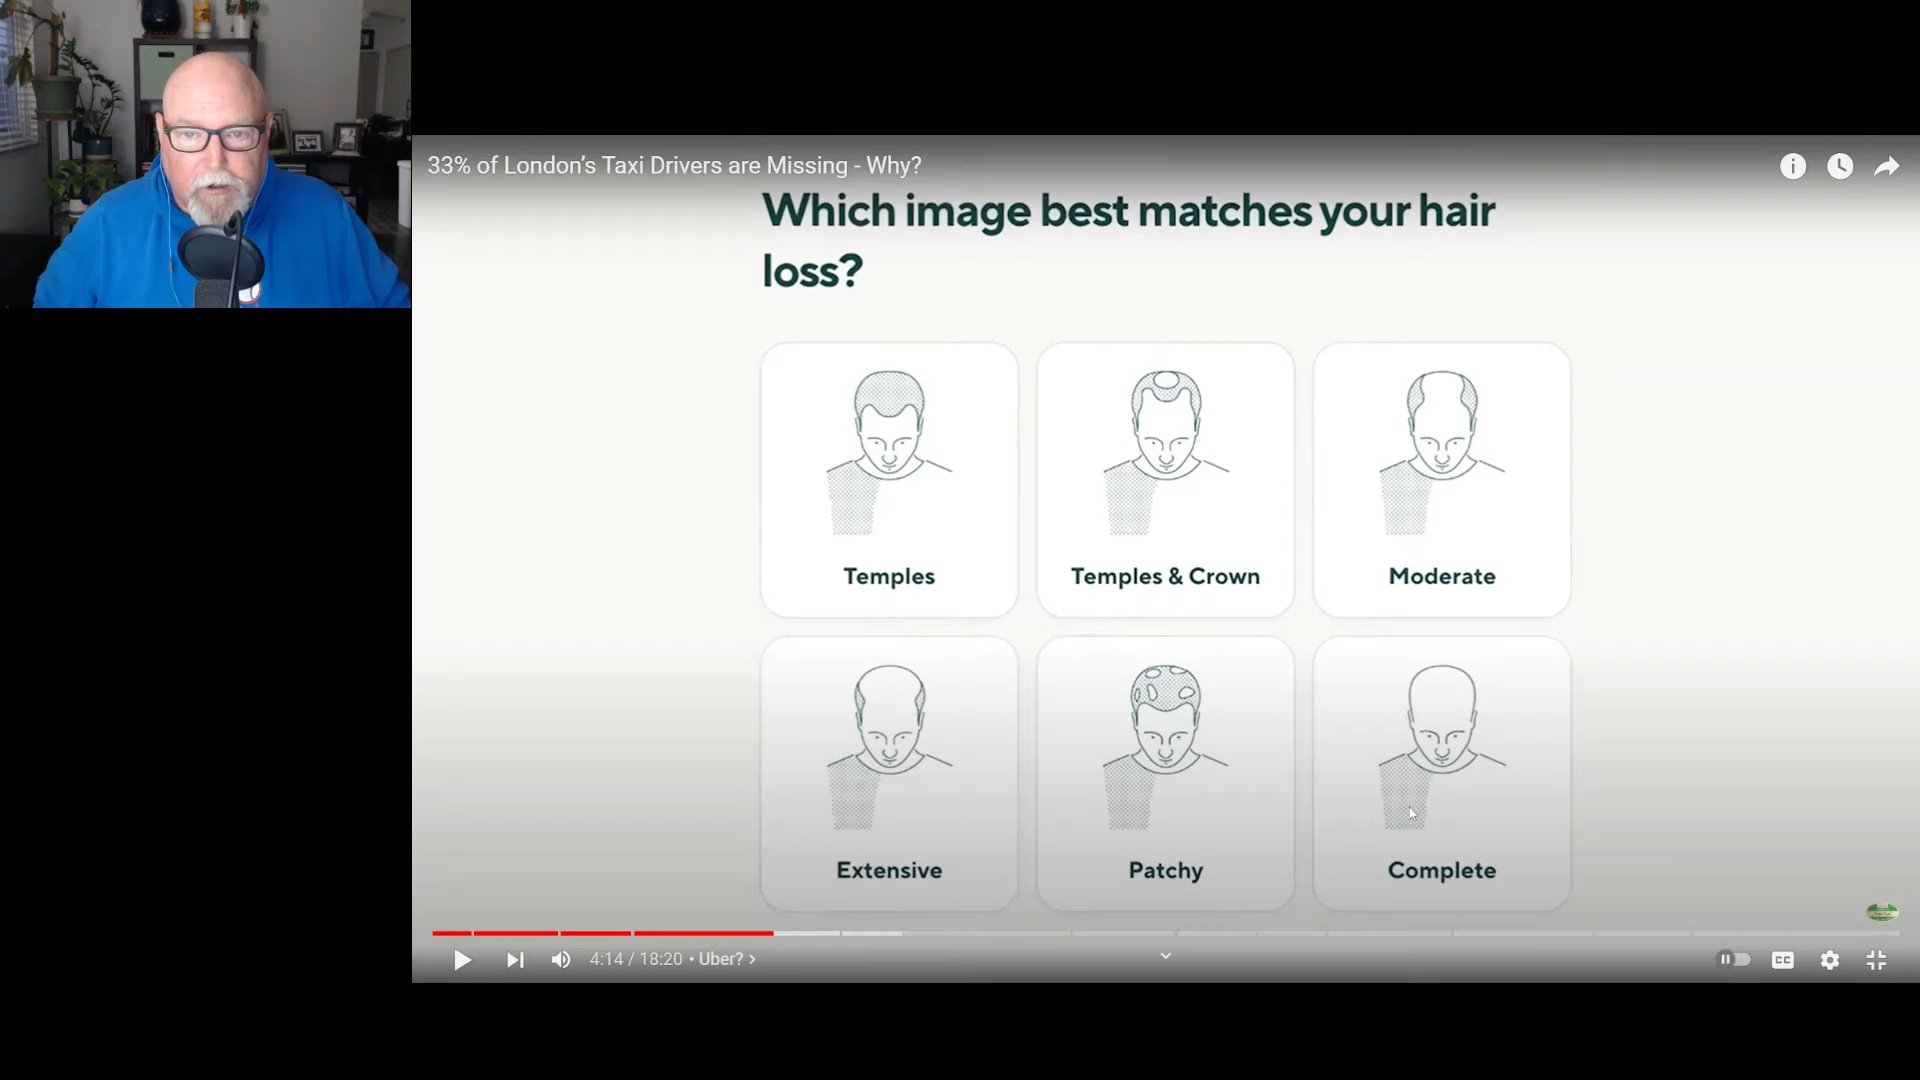 33% of London’s Taxi Drivers are Missing - Why?
Which image best matches your hair
loss?
Temples
Temples & Crown
Moderate
Extensive
Patchy
Complete
4:14 / 18:20 • Uber? >
CC